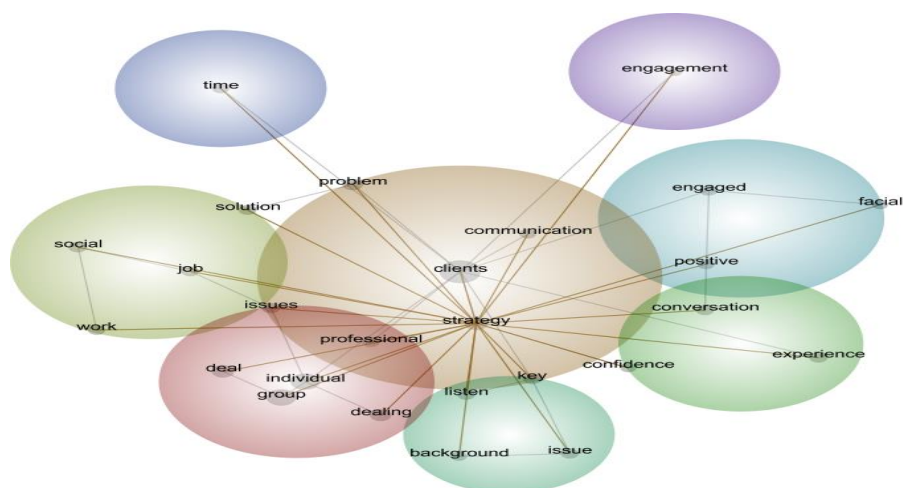 engagement
time
problem
engaged
facial
solution
communication
social
job
clients
positive
issues
conversation
work
strategy
professional
experience
deal
individual
key
confidence
group
listen
dealing
background
issue